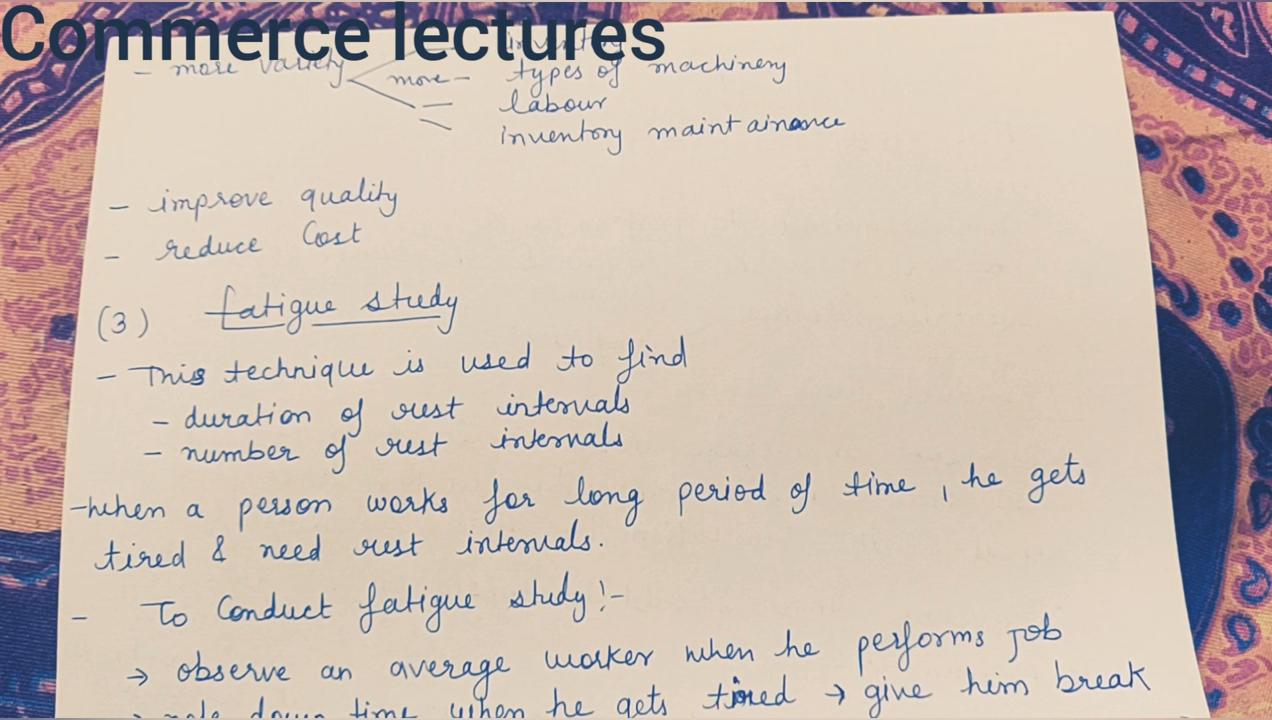 Commerce lectures
inventory
- more variety more - types of machinery
labour
inventory maintainance
- improve quality
- reduce Cost
(3) fatigue study
- This technique is used to find
- duration of rest intervals
- number of rest intervals
- When a person works for long period of time, he gets
tired & need rest intervals.
- To Conduct fatigue study:-
→ observe an average worker when he performs job
→ note down time when he gets tired → give him break